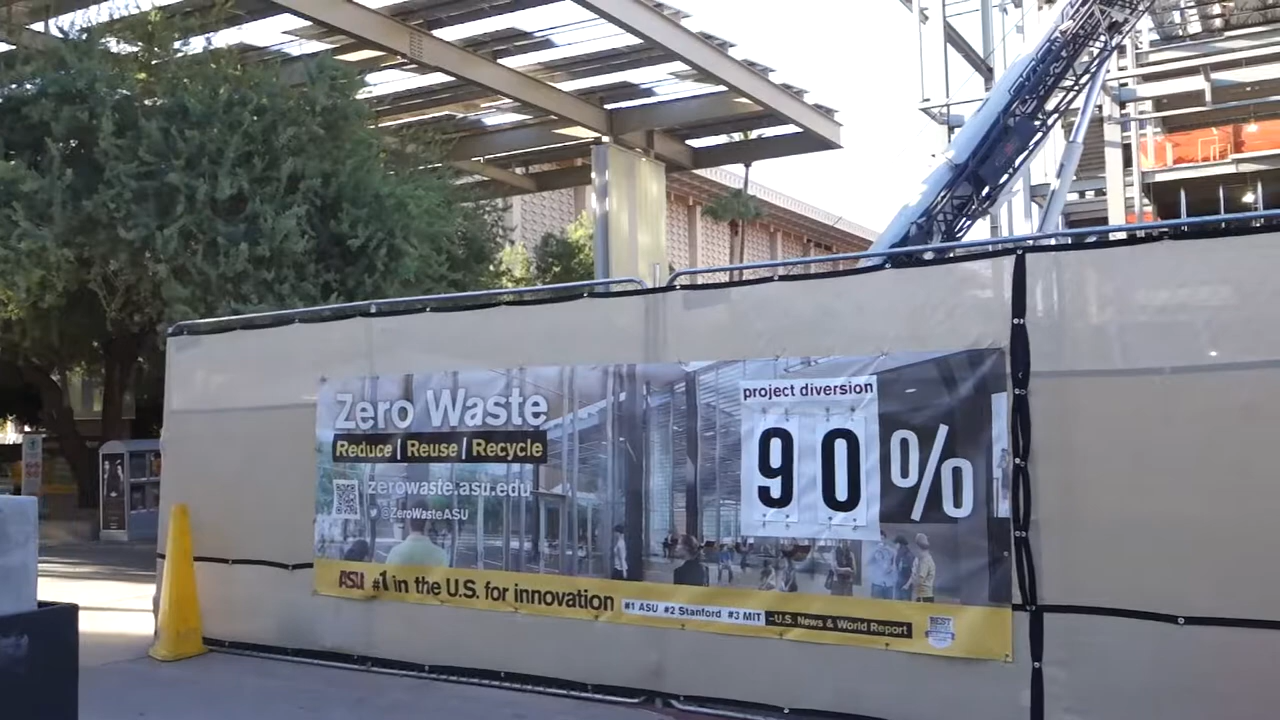 Zero Waste
Reduce | Reuse | Recycle
zerowaste.asu.edu
@ZeroWasteASU
project diversion
90%
ASU #1 in the U.S. for innovation
#1 ASU #2 Stanford #3 MIT –U.S. News & World Report
BEST